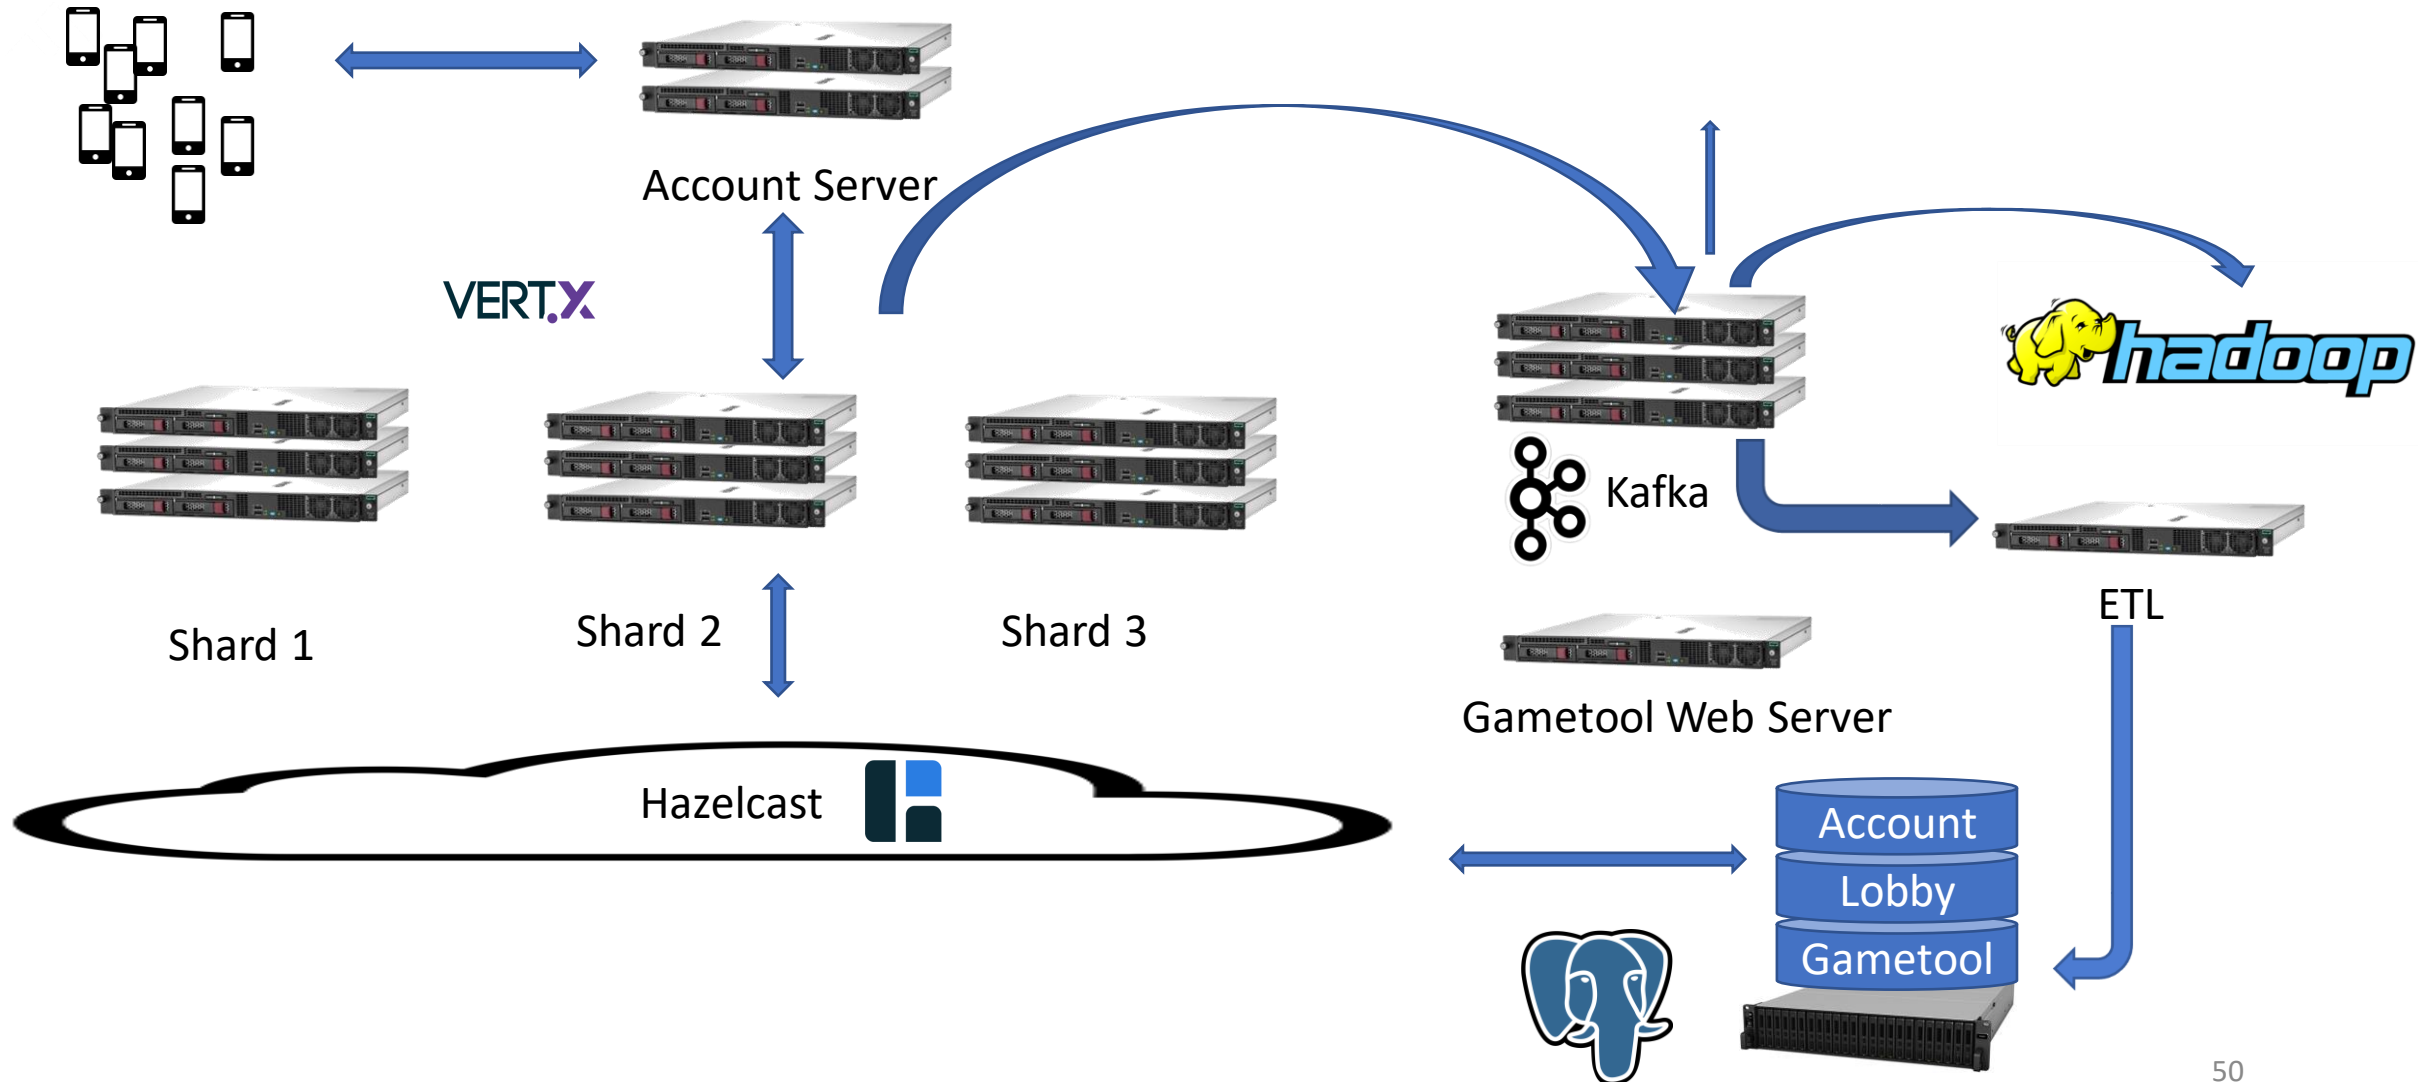 Account Server
VERT.X
hadoop
Kafka
ETL
Shard 1
Shard 2
Shard 3
Gametool Web Server
Hazelcast
Account
Lobby
Gametool
50